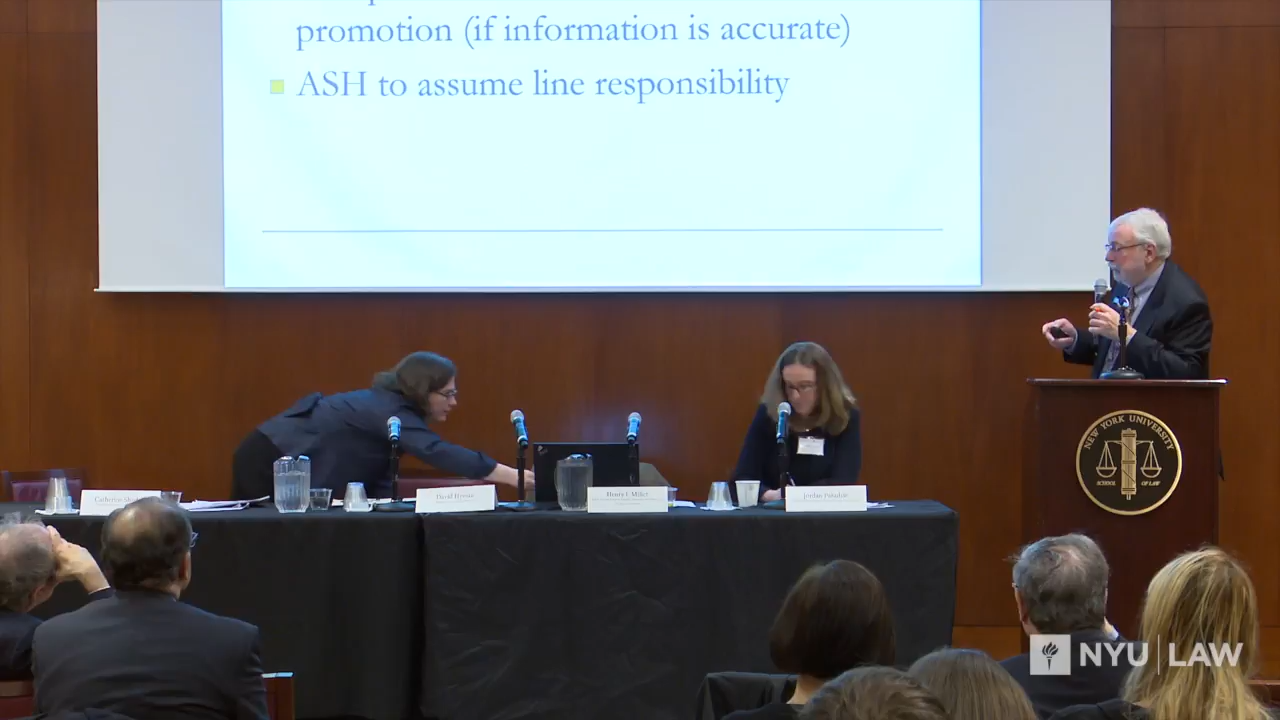 promotion (if information is accurate)
ASH to assume line responsibility
NEW YORK UNIVERSITY
SCHOOL OF LAW
Catherine
David
Henry I. Miller
Jordan Paradise
NYU LAW